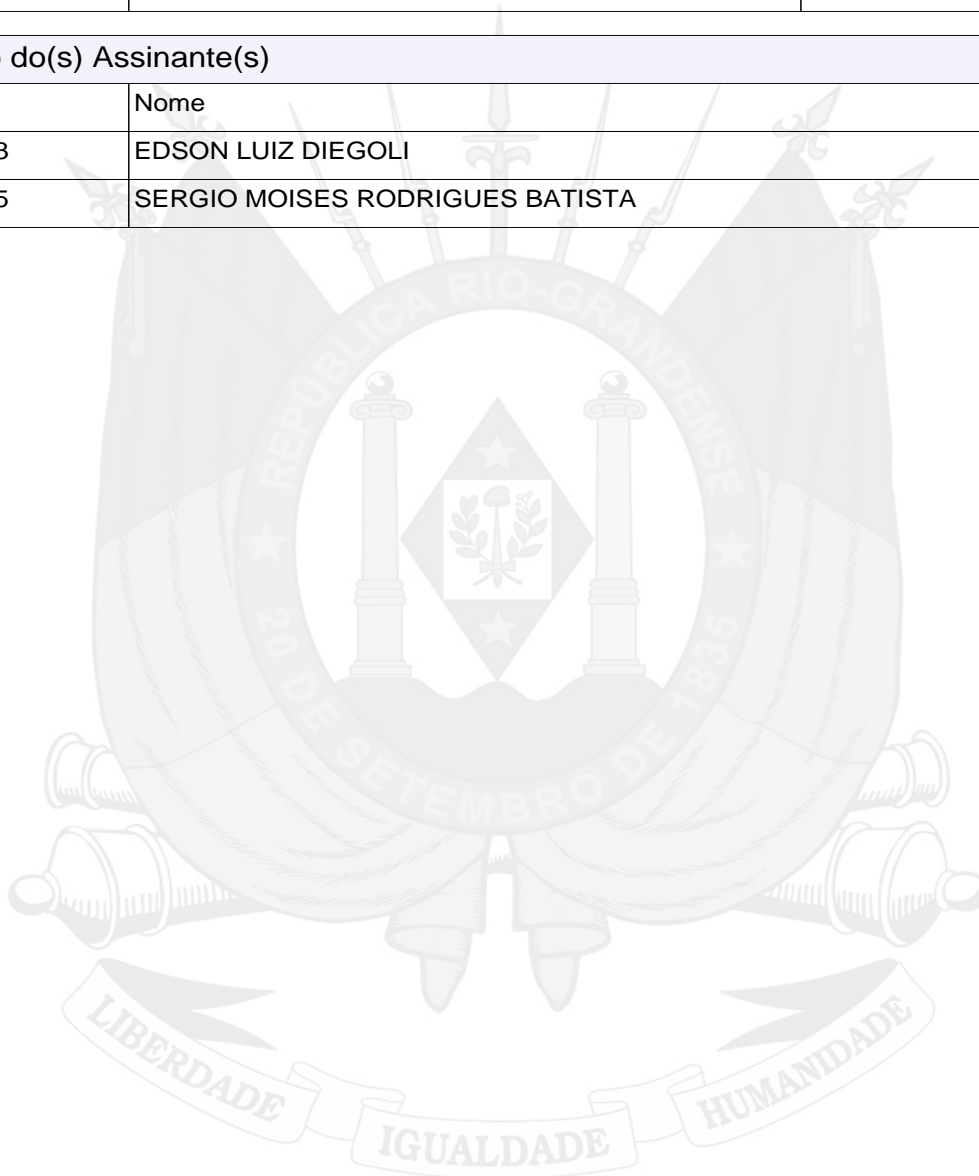 do(s) Assinante(s)
Nome
3 EDSON LUIZ DIEGOLI
5 SERGIO MOISES RODRIGUES BATISTA
REPÚBLICA RIO-GRANDENSE
20 DE SETEMBRO DE 1835
LIBERDADE IGUALDADE HUMANIDADE